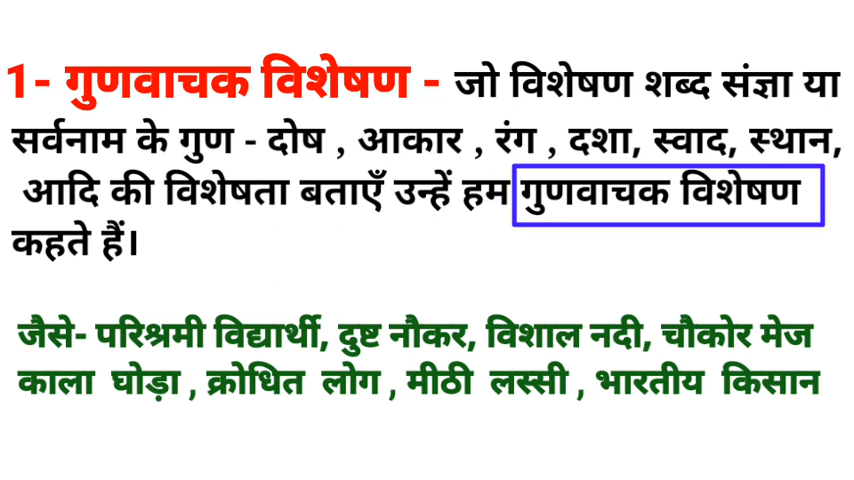 1- गुणवाचक विशेषण - जो विशेषण शब्द संज्ञा या
सर्वनाम के गुण - दोष , आकार , रंग , दशा, स्वाद, स्थान,
आदि की विशेषता बताएँ उन्हें हम गुणवाचक विशेषण
कहते हैं।
जैसे- परिश्रमी विद्यार्थी, दुष्ट नौकर, विशाल नदी, चौकोर मेज
काला घोड़ा , क्रोधित लोग , मीठी लस्सी , भारतीय किसान